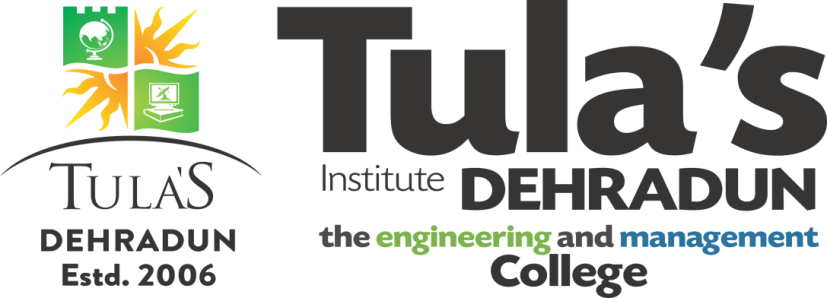 TULA'S
DEHRADUN
Estd. 2006
Tula's
Institute DEHRADUN
the engineering and management
College